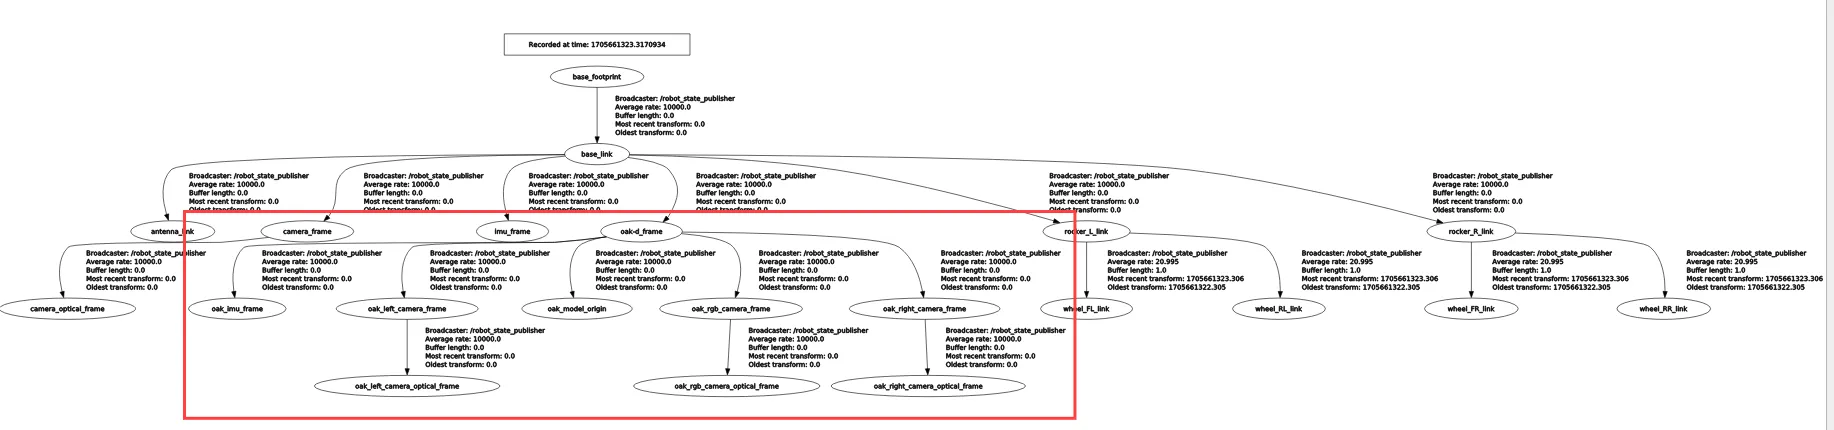 Recorded at time: 1705661323.3170934
base_footprint
Broadcaster: /robot_state_publisher
Average rate: 10000.0
Buffer length: 0.0
Most recent transform: 0.0
Oldest transform: 0.0
base_link
Broadcaster: /robot_state_publisher
Average rate: 10000.0
Buffer length: 0.0
Most recent transform: 0.0
Oldest transform: 0.0
Broadcaster: /robot_state_publisher
Average rate: 10000.0
Buffer length: 0.0
Most recent transform: 0.0
Oldest transform: 0.0
Broadcaster: /robot_state_publisher
Average rate: 10000.0
Buffer length: 0.0
Most recent transform: 0.0
Oldest transform: 0.0
Broadcaster: /robot_state_publisher
Average rate: 10000.0
Buffer length: 0.0
Most recent transform: 0.0
Oldest transform: 0.0
Broadcaster: /robot_state_publisher
Average rate: 10000.0
Buffer length: 0.0
Most recent transform: 0.0
Oldest transform: 0.0
Broadcaster: /robot_state_publisher
Average rate: 10000.0
Buffer length: 0.0
Most recent transform: 0.0
Oldest transform: 0.0
antenna_link
camera_frame
imu_frame
oak-d_frame
rocker_L_link
rocker_R_link
Broadcaster: /robot_state_publisher
Average rate: 10000.0
Buffer length: 0.0
Most recent transform: 0.0
Oldest transform: 0.0
Broadcaster: /robot_state_publisher
Average rate: 10000.0
Buffer length: 0.0
Most recent transform: 0.0
Oldest transform: 0.0
Broadcaster: /robot_state_publisher
Average rate: 10000.0
Buffer length: 0.0
Most recent transform: 0.0
Oldest transform: 0.0
Broadcaster: /robot_state_publisher
Average rate: 10000.0
Buffer length: 0.0
Most recent transform: 0.0
Oldest transform: 0.0
Broadcaster: /robot_state_publisher
Average rate: 10000.0
Buffer length: 0.0
Most recent transform: 0.0
Oldest transform: 0.0
Broadcaster: /robot_state_publisher
Average rate: 10000.0
Buffer length: 0.0
Most recent transform: 0.0
Oldest transform: 0.0
Broadcaster: /robot_state_publisher
Average rate: 20.995
Buffer length: 1.0
Most recent transform: 1705661323.306
Oldest transform: 1705661322.305
Broadcaster: /robot_state_publisher
Average rate: 20.995
Buffer length: 1.0
Most recent transform: 1705661323.306
Oldest transform: 1705661322.305
Broadcaster: /robot_state_publisher
Average rate: 20.995
Buffer length: 1.0
Most recent transform: 1705661323.306
Oldest transform: 1705661322.305
Broadcaster: /robot_state_publisher
Average rate: 20.995
Buffer length: 1.0
Most recent transform: 1705661323.306
Oldest transform: 1705661322.305
camera_optical_frame
oak_imu_frame
oak_left_camera_frame
oak_model_origin
oak_rgb_camera_frame
oak_right_camera_frame
wheel_FL_link
wheel_RL_link
wheel_FR_link
wheel_RR_link
Broadcaster: /robot_state_publisher
Average rate: 10000.0
Buffer length: 0.0
Most recent transform: 0.0
Oldest transform: 0.0
Broadcaster: /robot_state_publisher
Average rate: 10000.0
Buffer length: 0.0
Most recent transform: 0.0
Oldest transform: 0.0
Broadcaster: /robot_state_publisher
Average rate: 10000.0
Buffer length: 0.0
Most recent transform: 0.0
Oldest transform: 0.0
oak_left_camera_optical_frame
oak_rgb_camera_optical_frame
oak_right_camera_optical_frame